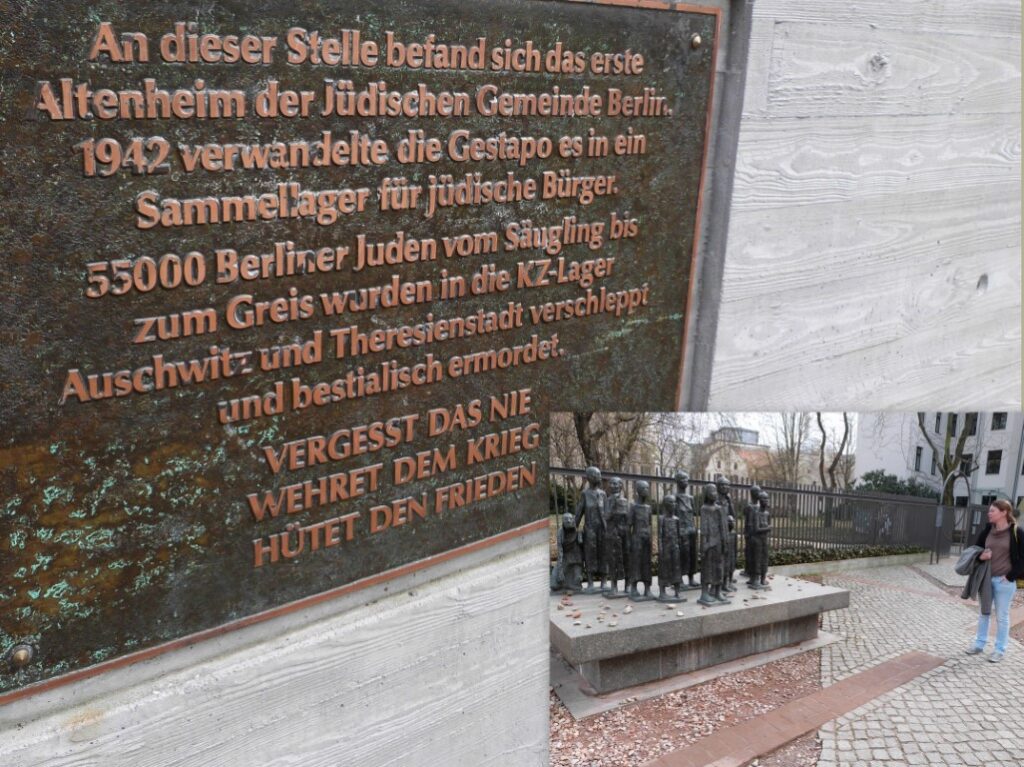 An dieser Stelle befand sich das erste
Altenheim der Jüdischen Gemeinde Berlin.
1942 verwandelte die Gestapo es in ein
Sammellager für jüdische Bürger.
55000 Berliner Juden vom Säugling bis
zum Greis wurden in die KZ-Lager
Auschwitz und Theresienstadt verschleppt
und bestialisch ermordet.
VERGESST DAS NIE
WEHRET DEM KRIEG
HÜTET DEN FRIEDEN